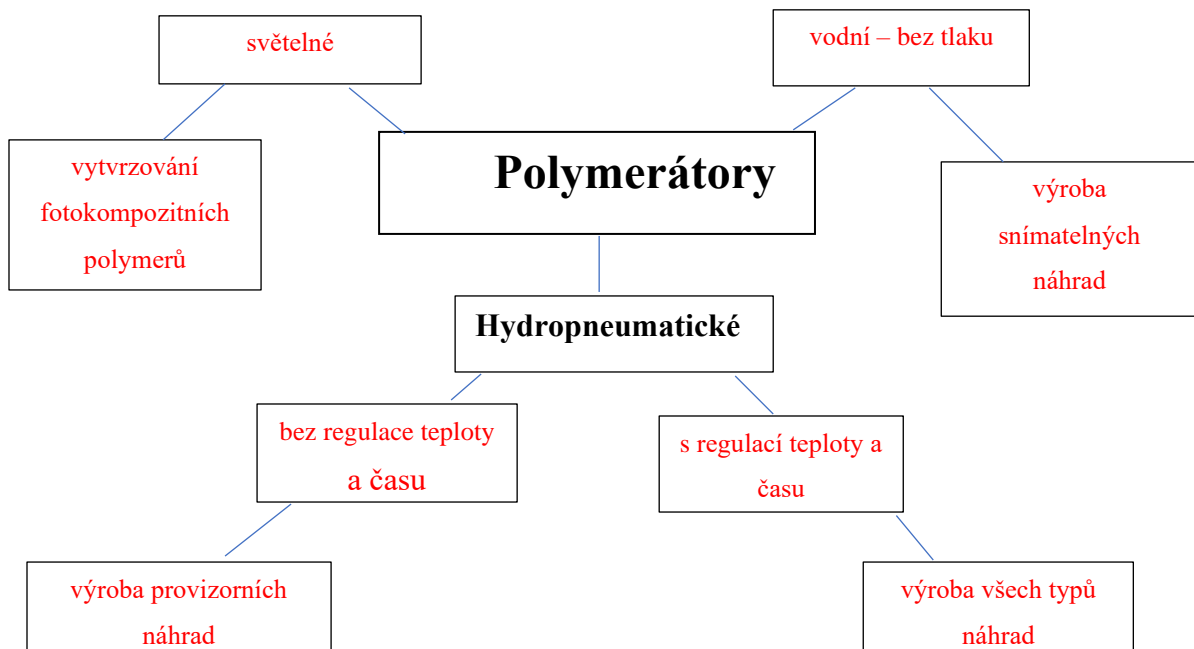 světelné
vodní – bez tlaku
Polymerátory
vytvrzování
fotokompozitních
polymerů
výroba
snímatelných
náhrad
Hydropneumatické
bez regulace teploty
a času
s regulací teploty a
času
výroba provizorních
náhrad
výroba všech typů
náhrad